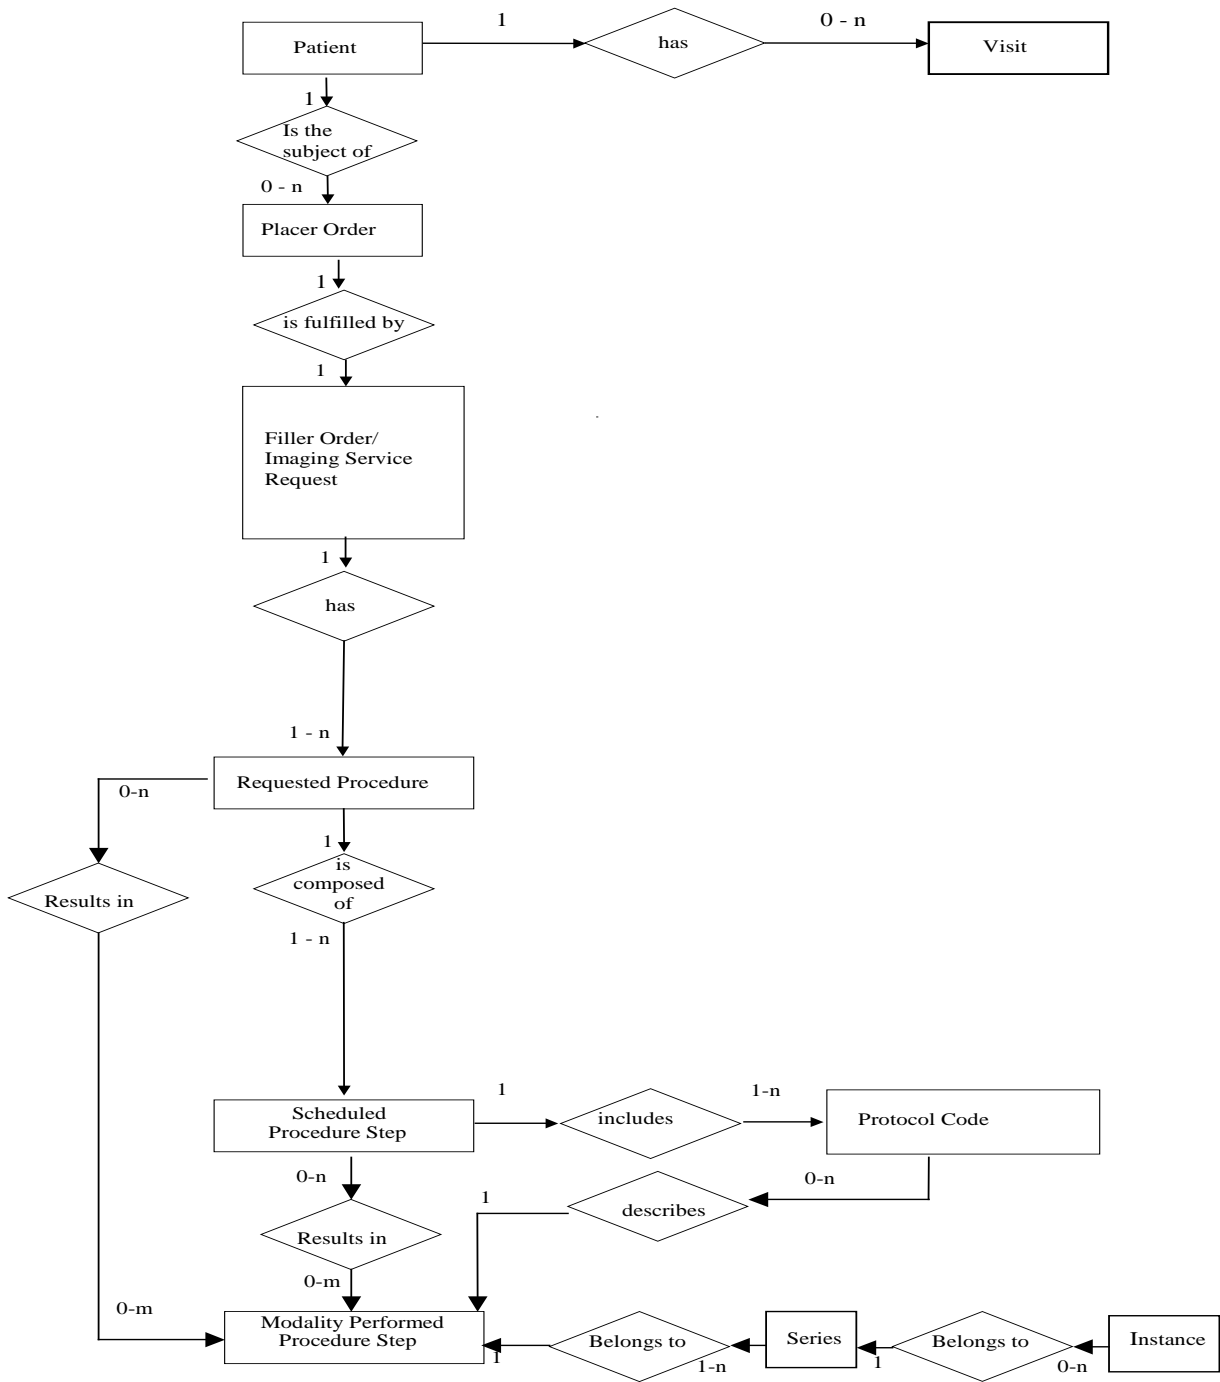 1
0 - n
Patient
has
Visit
1
Is the
subject of
0 - n
Placer Order
1
is fulfilled by
1
Filler Order/
Imaging Service
Request
1
has
1 - n
Requested Procedure
0-n
1
is
composed
of
Results in
1 - n
1
1-n
Scheduled
Procedure Step
includes
Protocol Code
0-n
0-n
1
describes
Results in
0-m
0-m
Modality Performed
Procedure Step
1
Belongs to
1-n
Series
1
Belongs to
0-n
Instance